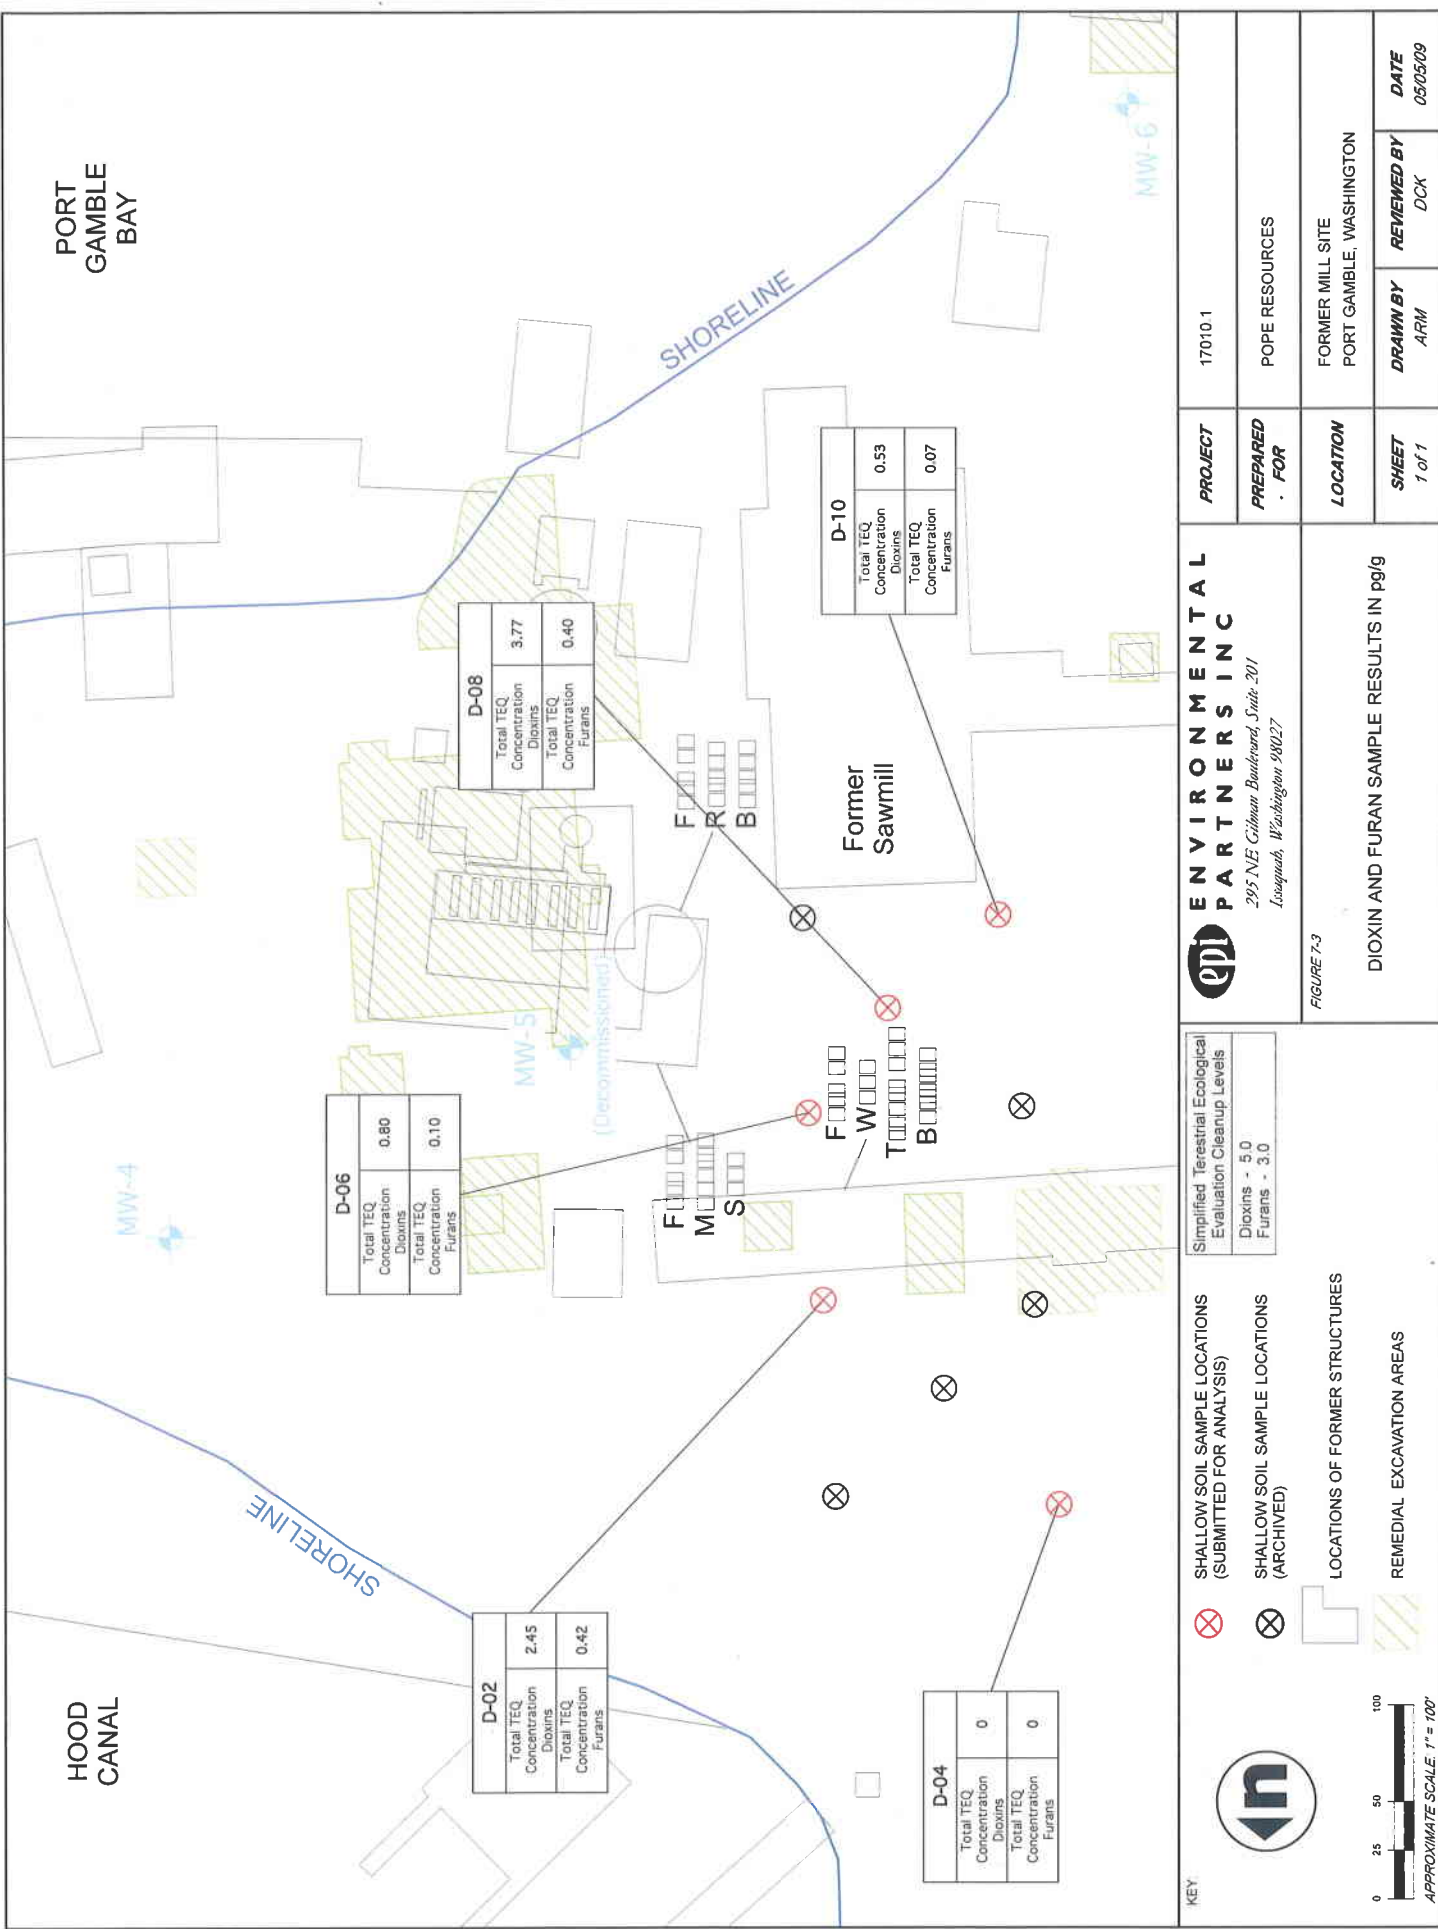 HOOD
CANAL
PORT
GAMBLE
BAY
SHORELINE
SHORELINE
MW-4
MW-5
(Decommissioned)
MW-6
D-02
Total TEQ
Concentration
Dioxins
2.45
Total TEQ
Concentration
Furans
0.42
D-04
Total TEQ
Concentration
Dioxins
0
Total TEQ
Concentration
Furans
0
D-06
Total TEQ
Concentration
Dioxins
0.80
Total TEQ
Concentration
Furans
0.10
D-08
Total TEQ
Concentration
Dioxins
3.77
Total TEQ
Concentration
Furans
0.40
D-10
Total TEQ
Concentration
Dioxins
0.53
Total TEQ
Concentration
Furans
0.07
Former
Sawmill
F
M
S
F
R
B
F
W
T
B
KEY:
n
0 25 50 100
APPROXIMATE SCALE: 1" = 100'
SHALLOW SOIL SAMPLE LOCATIONS
(SUBMITTED FOR ANALYSIS)
SHALLOW SOIL SAMPLE LOCATIONS
(ARCHIVED)
LOCATIONS OF FORMER STRUCTURES
REMEDIAL EXCAVATION AREAS
Simplified Terestrial Ecological
Evaluation Cleanup Levels
Dioxins - 5.0
Furans - 3.0
epi
ENVIRONMENTAL
PARTNERS INC
295 NE Gilman Boulevard, Suite 201
Issaquah, Washington 98027
FIGURE 7-3
DIOXIN AND FURAN SAMPLE RESULTS IN pg/g
PROJECT
17010.1
PREPARED
FOR
POPE RESOURCES
LOCATION
FORMER MILL SITE
PORT GAMBLE, WASHINGTON
SHEET
1 of 1
DRAWN BY
ARM
REVIEWED BY
DCK
DATE
05/05/09